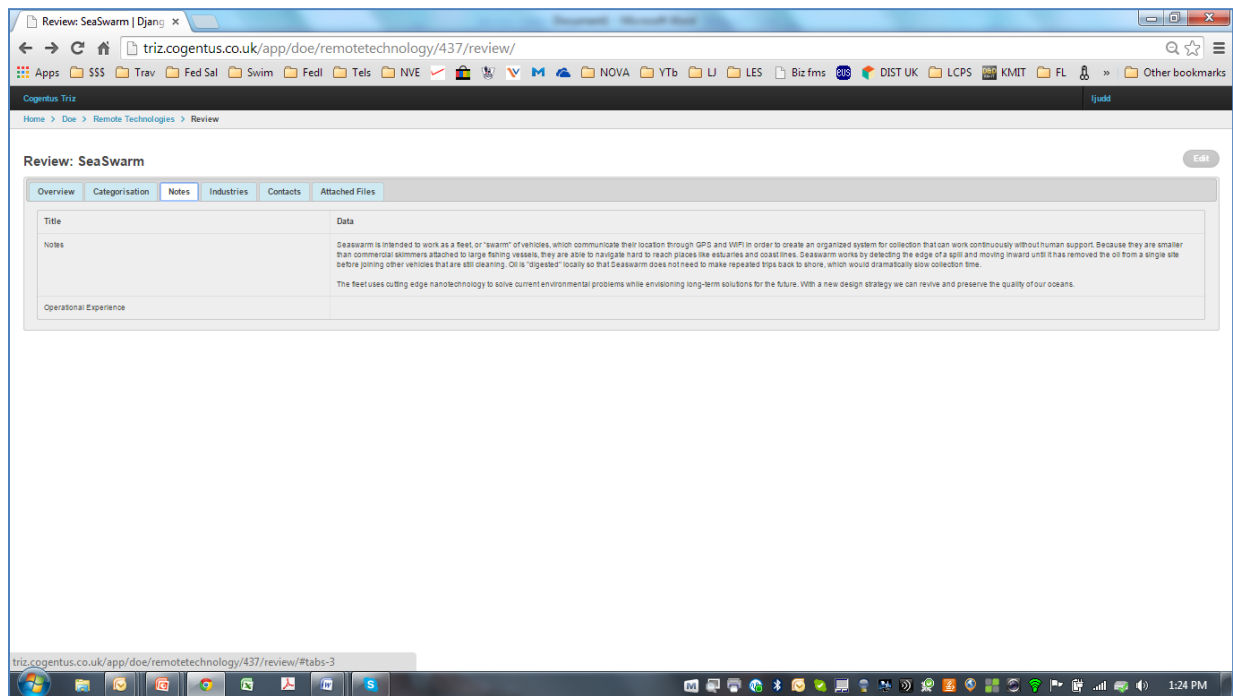 Review: SeaSwarm | Djang
triz.cogentus.co.uk/app/doe/remotetechnology/437/review/
Apps $$$ Trav Fed Sal Swim Fedl Tels NVE NOVA YTb LJ LES Biz fms eus DIST UK LCPS KMIT FL » Other bookmarks
Cogentus Triz ljudd
Home > Doe > Remote Technologies > Review
Review: SeaSwarm Edit
Overview Categorisation Notes Industries Contacts Attached Files
Title Data
Notes Seaswarm is intended to work as a fleet, or "swarm" of vehicles, which communicate their location through GPS and WiFi in order to create an organized system for collection that can work continuously without human support. Because they are smaller
than commercial skimmers attached to large fishing vessels, they are able to navigate hard to reach places like estuaries and coast lines. Seaswarm works by detecting the edge of a spill and moving inward until it has removed the oil from a single site
before joining other vehicles that are still cleaning. Oil is "digested" locally so that Seaswarm does not need to make repeated trips back to shore, which would dramatically slow collection time.
The fleet uses cutting edge nanotechnology to solve current environmental problems while envisioning long-term solutions for the future. With a new design strategy we can revive and preserve the quality of our oceans.
Operational Experience
triz.cogentus.co.uk/app/doe/remotetechnology/437/review/#tabs-3
1:24 PM